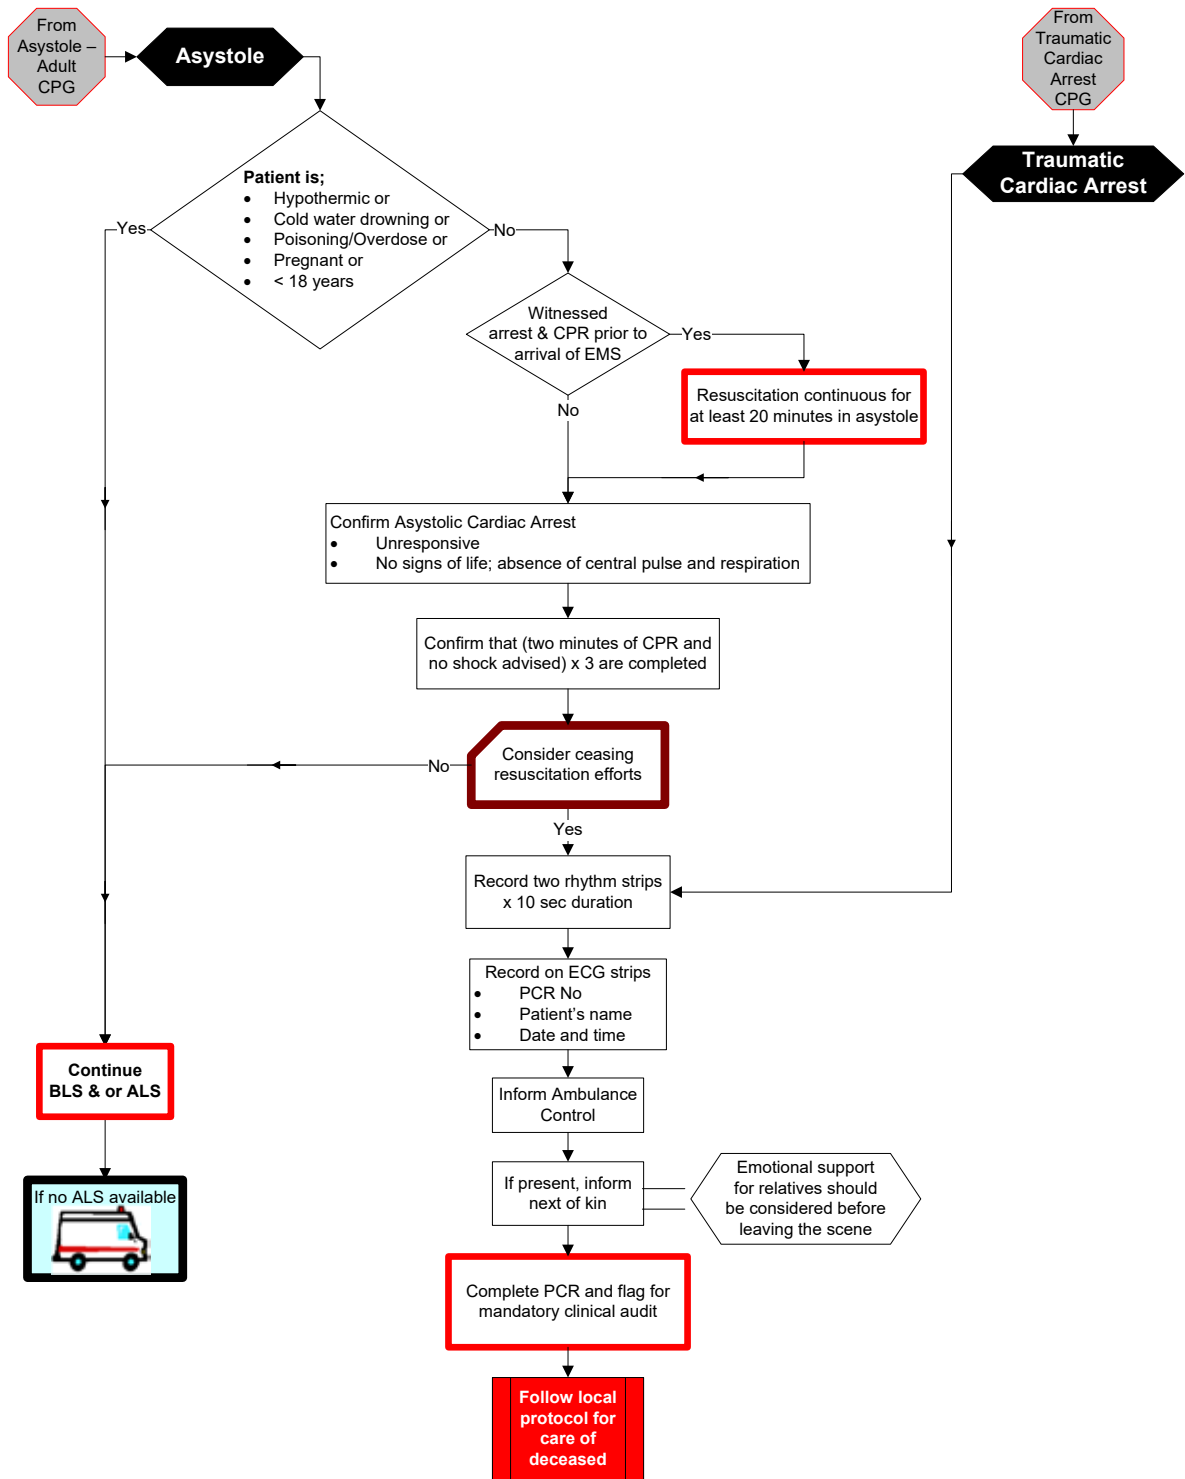 From
Asystole –
Adult
CPG
Asystole
From
Traumatic
Cardiac
Arrest
CPG
Traumatic
Cardiac Arrest
Patient is;
• Hypothermic or
• Cold water drowning or
• Poisoning/Overdose or
• Pregnant or
• < 18 years
Yes
No
Witnessed
arrest & CPR prior to
arrival of EMS
Yes
No
Resuscitation continuous for
at least 20 minutes in asystole
Confirm Asystolic Cardiac Arrest
• Unresponsive
• No signs of life; absence of central pulse and respiration
Confirm that (two minutes of CPR and
no shock advised) x 3 are completed
Consider ceasing
resuscitation efforts
No
Yes
Record two rhythm strips
x 10 sec duration
Record on ECG strips
• PCR No
• Patient's name
• Date and time
Continue
BLS & or ALS
Inform Ambulance
Control
If no ALS available
If present, inform
next of kin
Emotional support
for relatives should
be considered before
leaving the scene
Complete PCR and flag for
mandatory clinical audit
Follow local
protocol for
care of
deceased